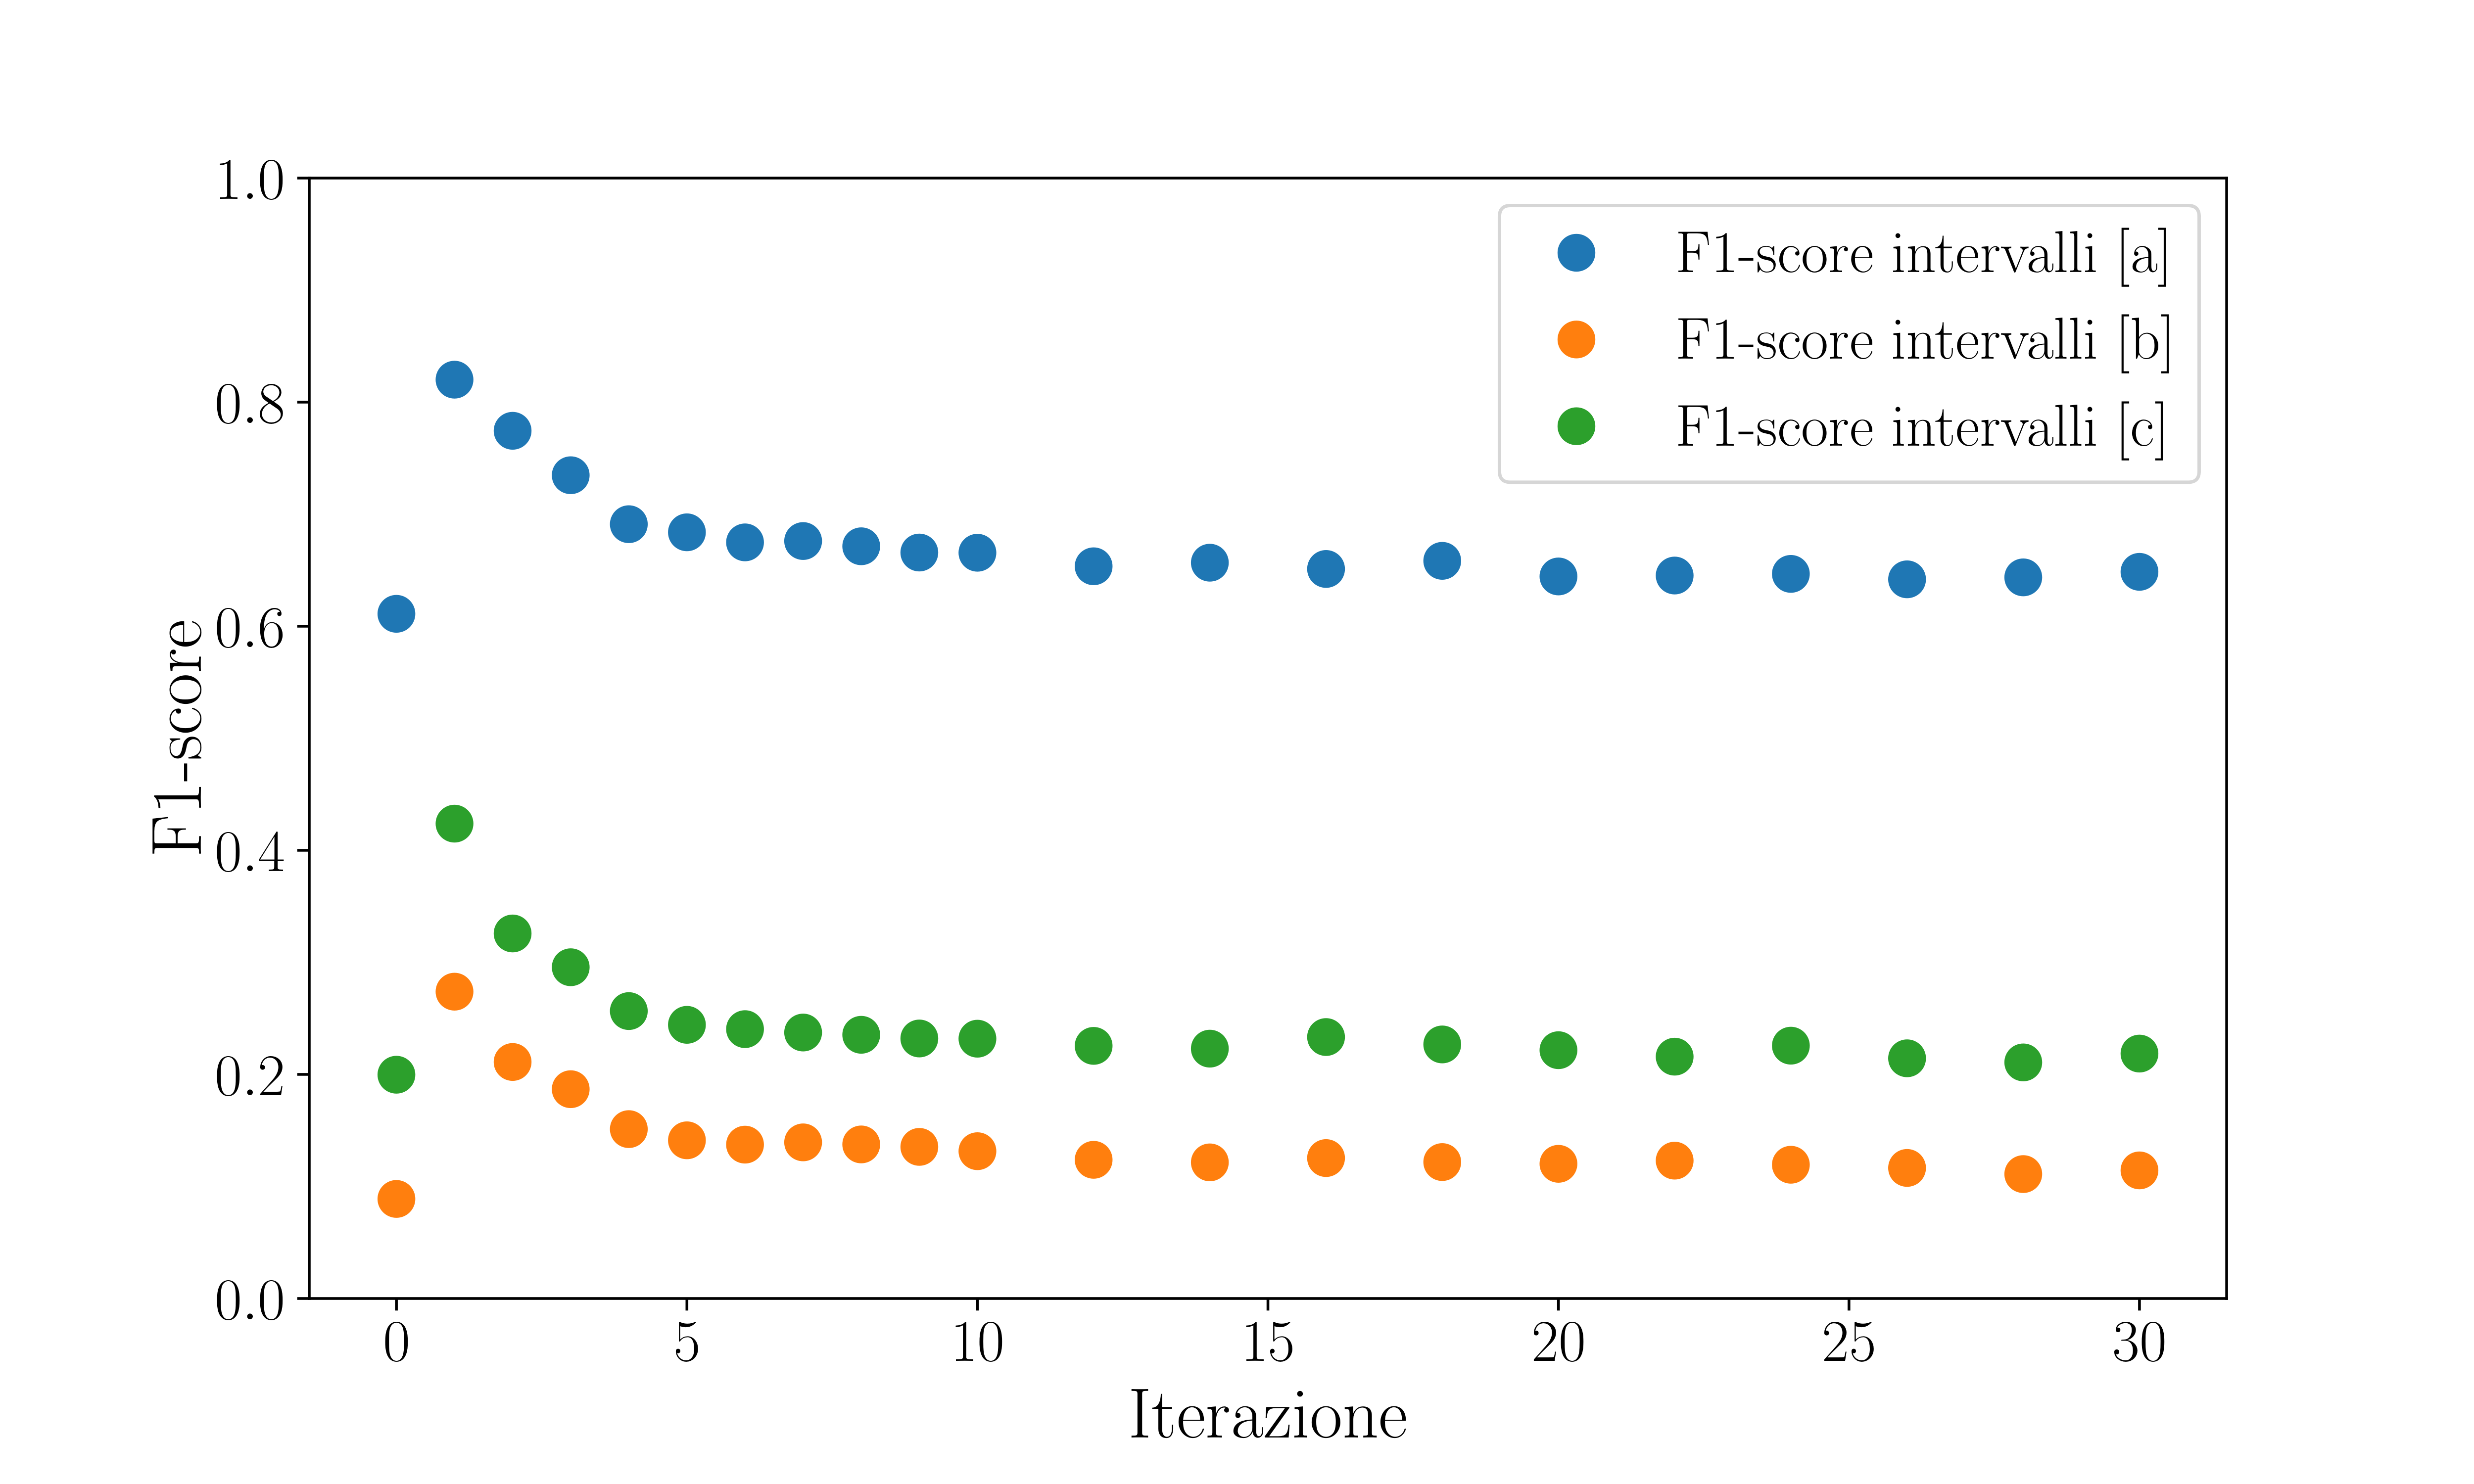 1.0
0.8
0.6
0.4
0.2
0.0
F1-score
F1-score intervalli [a]
F1-score intervalli [b]
F1-score intervalli [c]
0 5 10 15 20 25 30
Iterazione